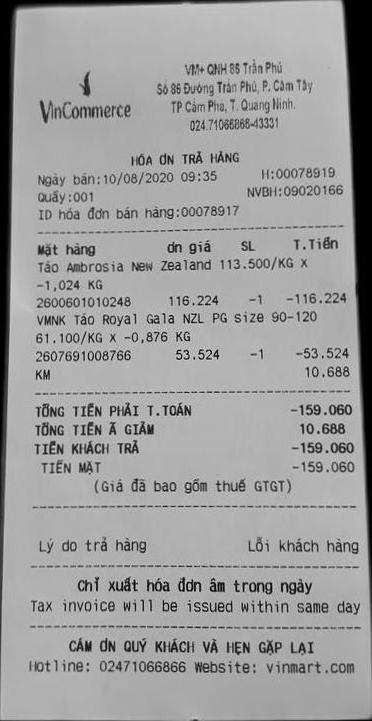 VinCommerce
VM+ QNH 86 Trần Phú
Số 86 Đường Trần Phú, P. Cẩm Tây
TP Cẩm Phả, T. Quảng Ninh.
024.71066866-43331
HÓA ƠN TRẢ HÀNG
Ngày bán:10/08/2020 09:35 H:00078919
Quầy:001 NVBH:09020166
ID hóa đơn bán hàng:00078917
Mặt hàng ơn giá SL T.Tiền
Táo Ambrosia New Zealand 113.500/KG X
-1,024 KG
2600601010248 116.224 -1 -116.224
VMNK Táo Royal Gala NZL PG size 90-120
61.100/KG X -0,876 KG
2607691008766 53.524 -1 -53.524
KM 10.688
TỔNG TIỀN PHẢI T.TOÁN -159.060
TỔNG TIỀN Ã GIẢM 10.688
TIỀN KHÁCH TRẢ -159.060
TIỀN MẶT -159.060
(Giá đã bao gồm thuế GTGT)
Lý do trả hàng Lỗi khách hàng
Chỉ xuất hóa đơn âm trong ngày
Tax invoice will be issued within same day
CẢM ƠN QUÝ KHÁCH VÀ HẸN GẶP LẠI
Hotline: 02471066866 Website: vinmart.com